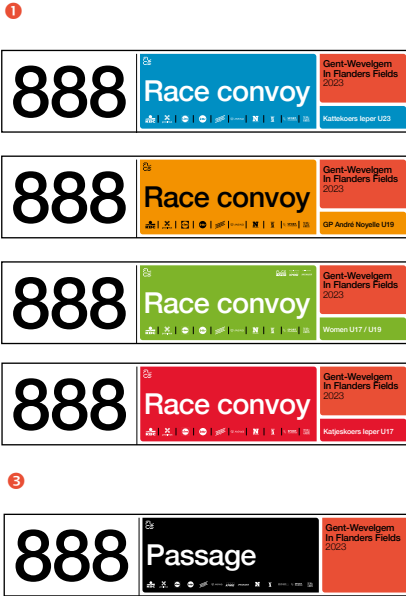 1
888
Race convoy
Gent-Wevelgem
In Flanders Fields
2023
Kattekoers Ieper U23
888
Race convoy
Gent-Wevelgem
In Flanders Fields
2023
GP André Noyelle U19
888
Race convoy
Gent-Wevelgem
In Flanders Fields
2023
Women U17 / U19
888
Race convoy
Gent-Wevelgem
In Flanders Fields
2023
Katjeskoers Ieper U17
3
888
Passage
Gent-Wevelgem
In Flanders Fields
2023